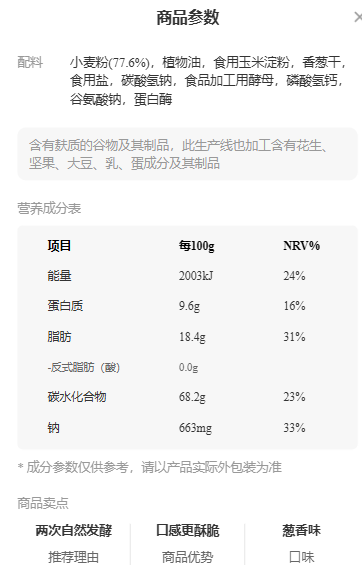 商品参数
配料 小麦粉(77.6%)，植物油，食用玉米淀粉，香葱干，
食用盐，碳酸氢钠，食品加工用酵母，磷酸氢钙，
谷氨酸钠，蛋白酶
含有麸质的谷物及其制品，此生产线也加工含有花生、
坚果、大豆、乳、蛋成分及其制品
营养成分表
项目 每100g NRV%
能量 2003kJ 24%
蛋白质 9.6g 16%
脂肪 18.4g 31%
-反式脂肪（酸） 0.0g
碳水化合物 68.2g 23%
钠 663mg 33%
* 成分参数仅供参考，请以产品实际外包装为准
商品卖点
两次自然发酵 口感更酥脆 葱香味
推荐理由 商品优势 口味